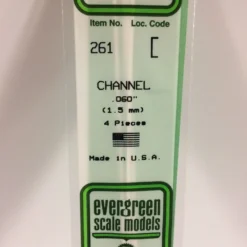 Item No. Loc. Code
261 [
CHANNEL
.060"
(1.5 mm)
4 Pieces
Made in U.S.A.
evergreen
scale models